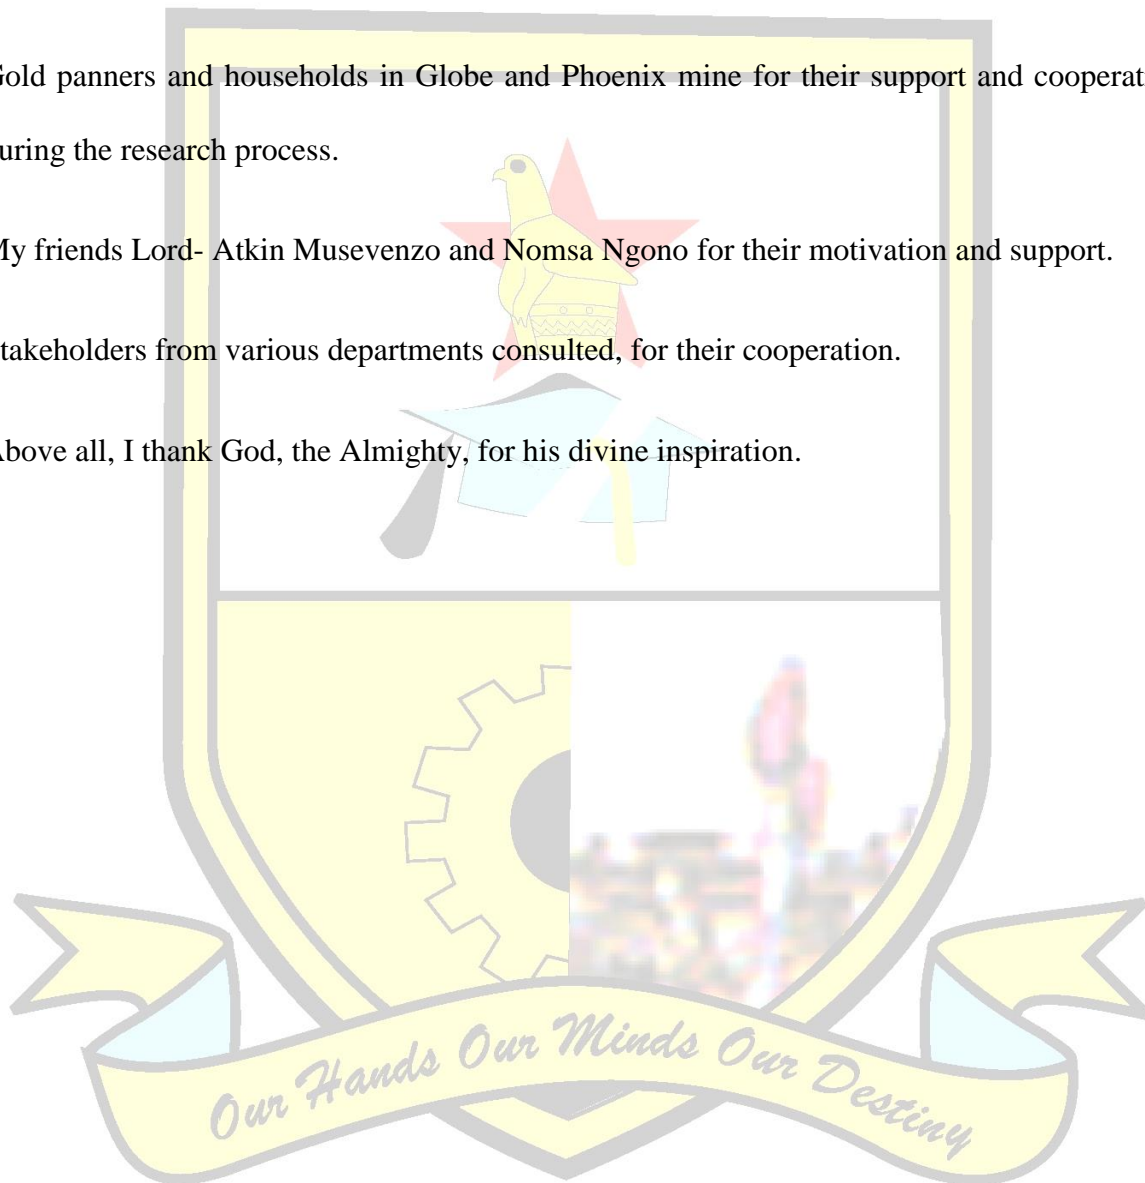 Gold panners and households in Globe and Phoenix mine for their support and cooperat
uring the research process.
My friends Lord- Atkin Musevenzo and Nomsa Ngono for their motivation and support.
takeholders from various departments consulted, for their cooperation.
Above all, I thank God, the Almighty, for his divine inspiration.
Our Hands Our Minds Our Destiny